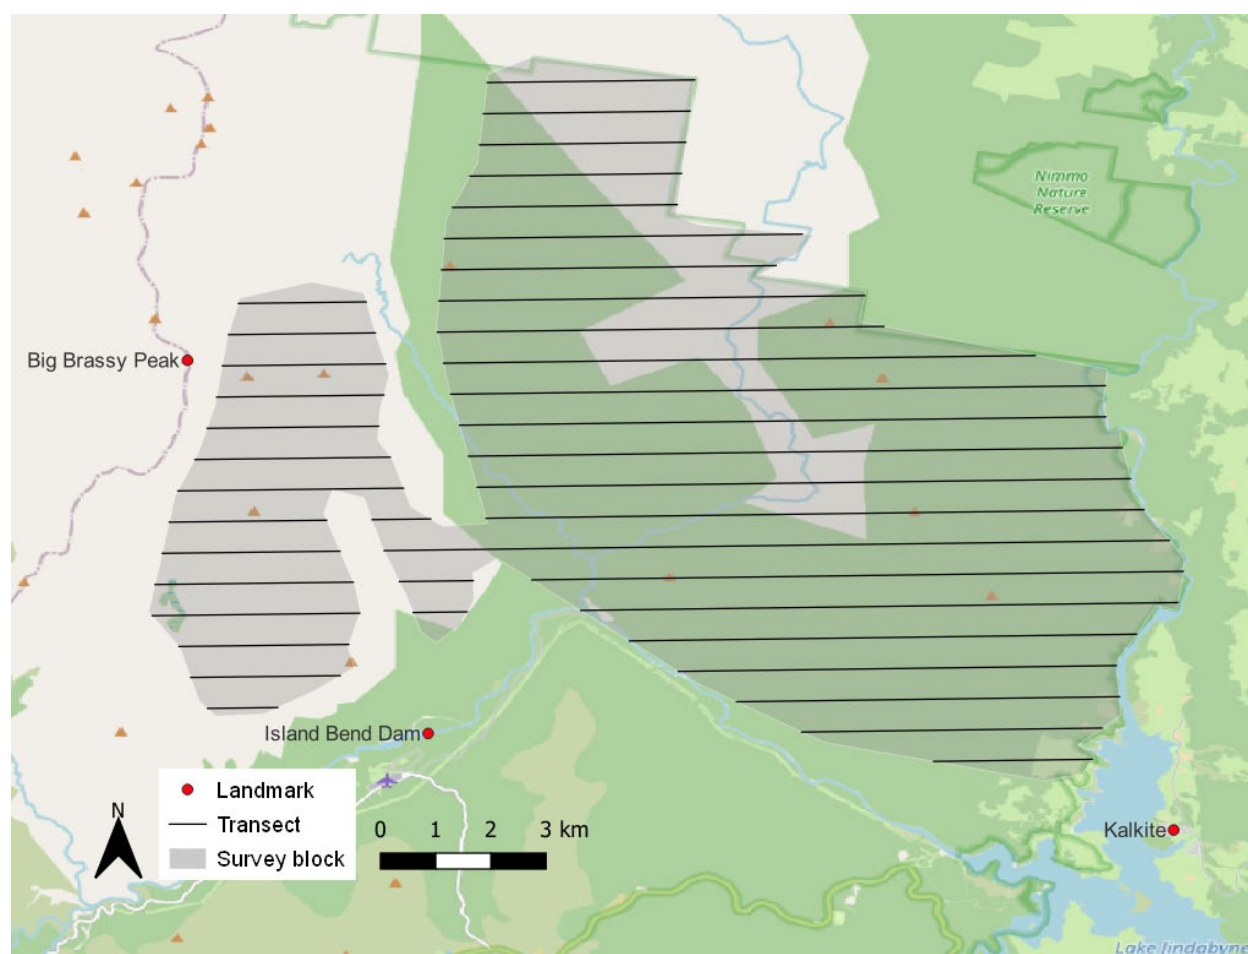 Nimmo
Nature
Reserve
Big Brassy Peak
Island Bend Dam
Kalkite
Landmark
Transect
Survey block
N
0 1 2 3 km
Lake Jindabyne